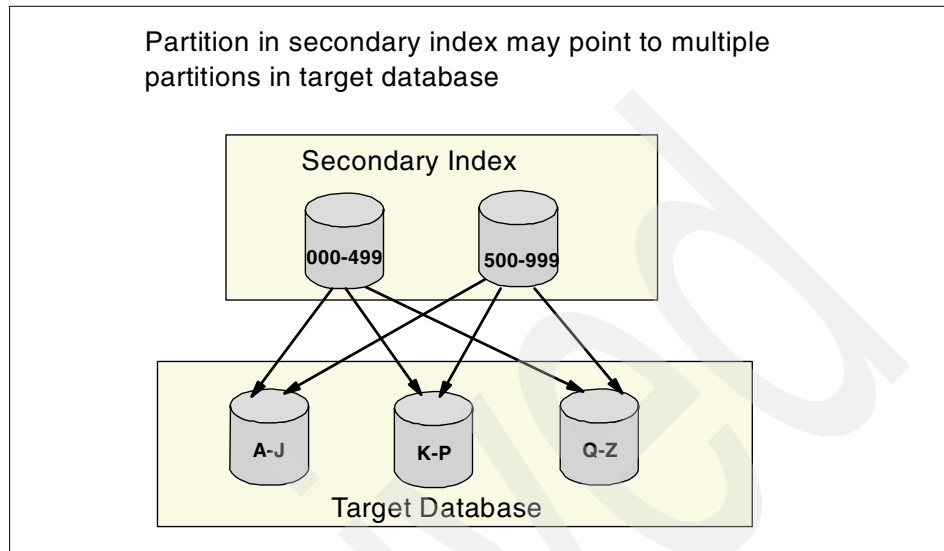 Partition in secondary index may point to multiple
partitions in target database
Secondary Index
000-499
500-999
A-J
K-P
Q-Z
Target Database